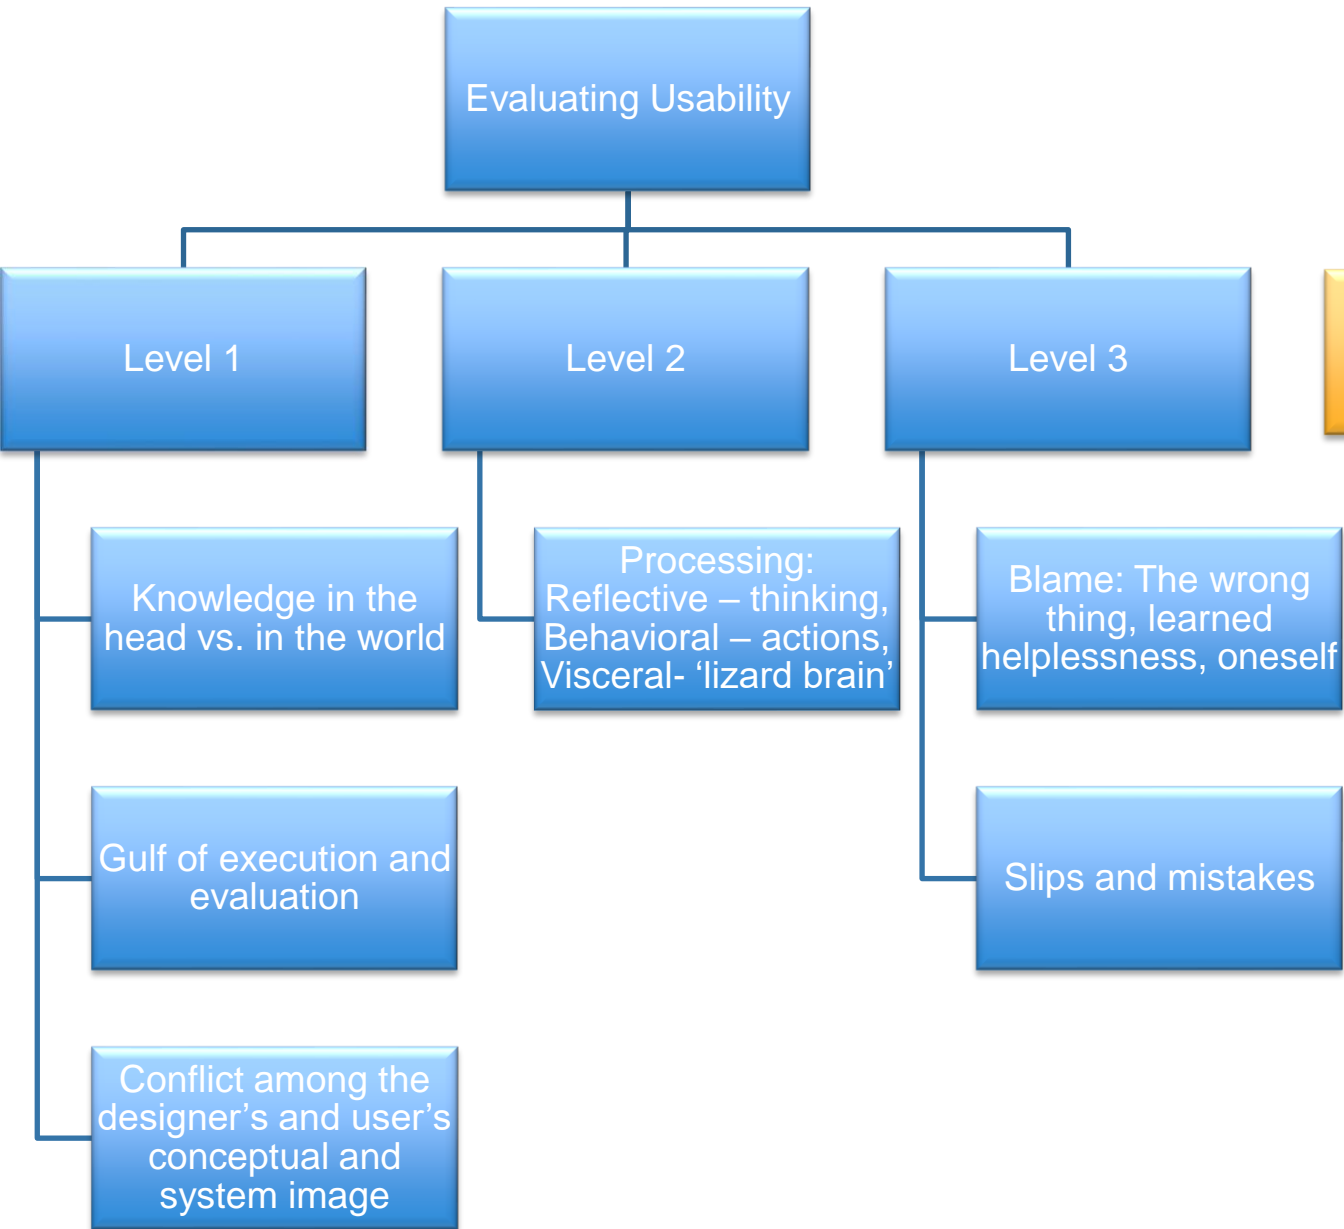 Evaluating Usability
Level 1
Level 2
Level 3
Knowledge in the
head vs. in the world
Processing:
Reflective – thinking,
Behavioral – actions,
Visceral- ‘lizard brain’
Blame: The wrong
thing, learned
helplessness, oneself
Gulf of execution and
evaluation
Slips and mistakes
Conflict among the
designer’s and user’s
conceptual and
system image